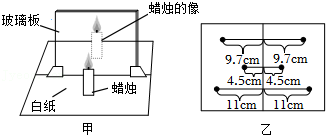 玻璃板
蜡烛的像
白纸
蜡烛
甲
9.7cm 9.7cm
4.5cm 4.5cm
11cm 11cm
乙